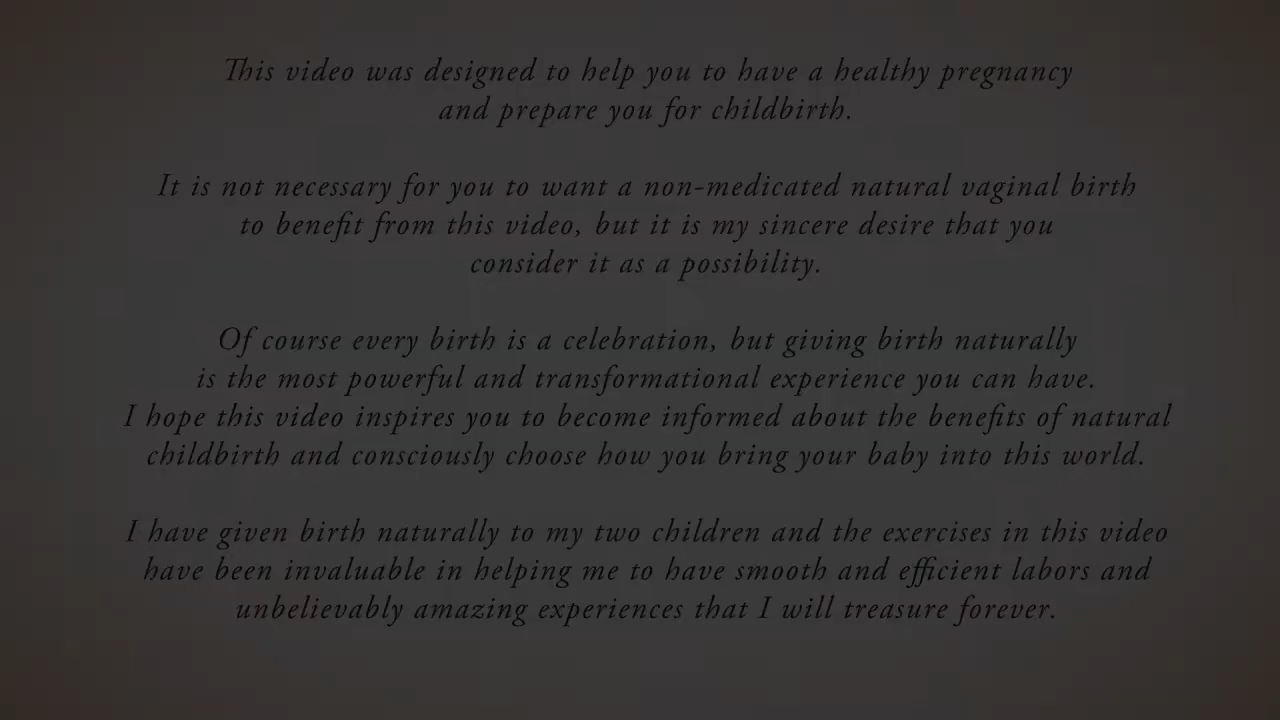 This video was designed to help you to have a healthy pregnancy
and prepare you for childbirth.
It is not necessary for you to want a non-medicated natural vaginal birth
to benefit from this video, but it is my sincere desire that you
consider it as a possibility.
Of course every birth is a celebration, but giving birth naturally
is the most powerful and transformational experience you can have.
I hope this video inspires you to become informed about the benefits of natural
childbirth and consciously choose how you bring your baby into this world.
I have given birth naturally to my two children and the exercises in this video
have been invaluable in helping me to have smooth and efficient labors and
unbelievably amazing experiences that I will treasure forever.